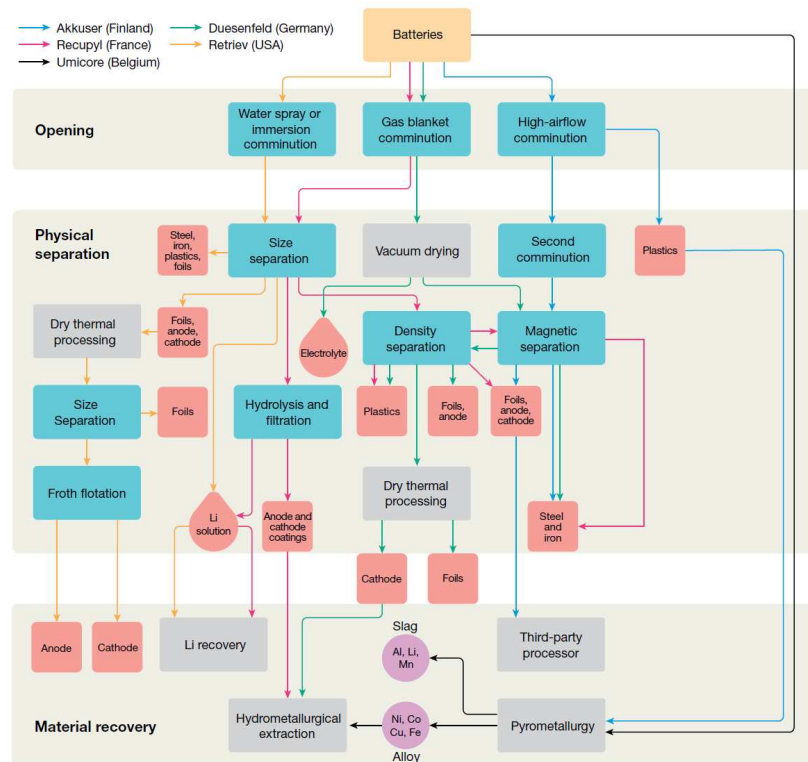 Akkuser (Finland)
Duesenfeld (Germany)
Recupyl (France)
Retriev (USA)
Umicore (Belgium)
Batteries
Opening
Water spray or
immersion
comminution
Gas blanket
comminution
High-airflow
comminution
Physical
separation
Steel,
iron,
plastics,
foils
Size
separation
Vacuum drying
Second
comminution
Plastics
Dry thermal
processing
Foils,
anode,
cathode
Electrolyte
Density
separation
Magnetic
separation
Size
Separation
Foils
Hydrolysis and
filtration
Plastics
Foils,
anode
Foils,
anode,
cathode
Froth flotation
Li
solution
Anode and
cathode
coatings
Dry thermal
processing
Steel
and
iron
Cathode
Foils
Anode
Cathode
Li recovery
Slag
Al, Li,
Mn
Third-party
processor
Material recovery
Hydrometallurgical
extraction
Ni, Co
Cu, Fe
Alloy
Pyrometallurgy